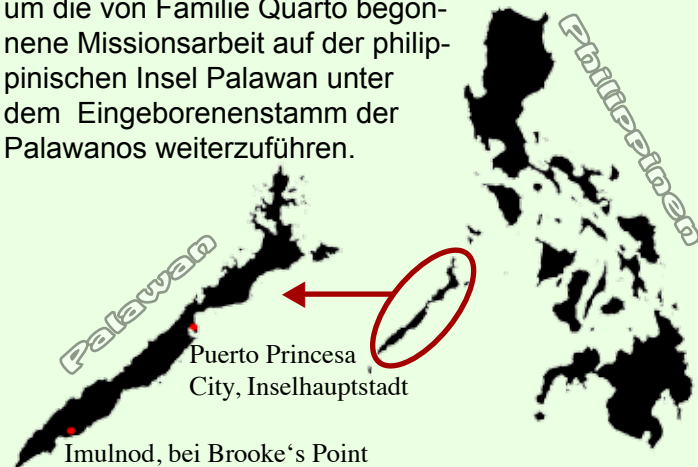 um die von Familie Quarto begon-
nene Missionsarbeit auf der philip-
pinischen Insel Palawan unter
dem Eingeborenenstamm der
Palawanos weiterzuführen.
Philippinen
Palawan
Puerto Princesa
City, Inselhauptstadt
Imulnod, bei Brooke‘s Point